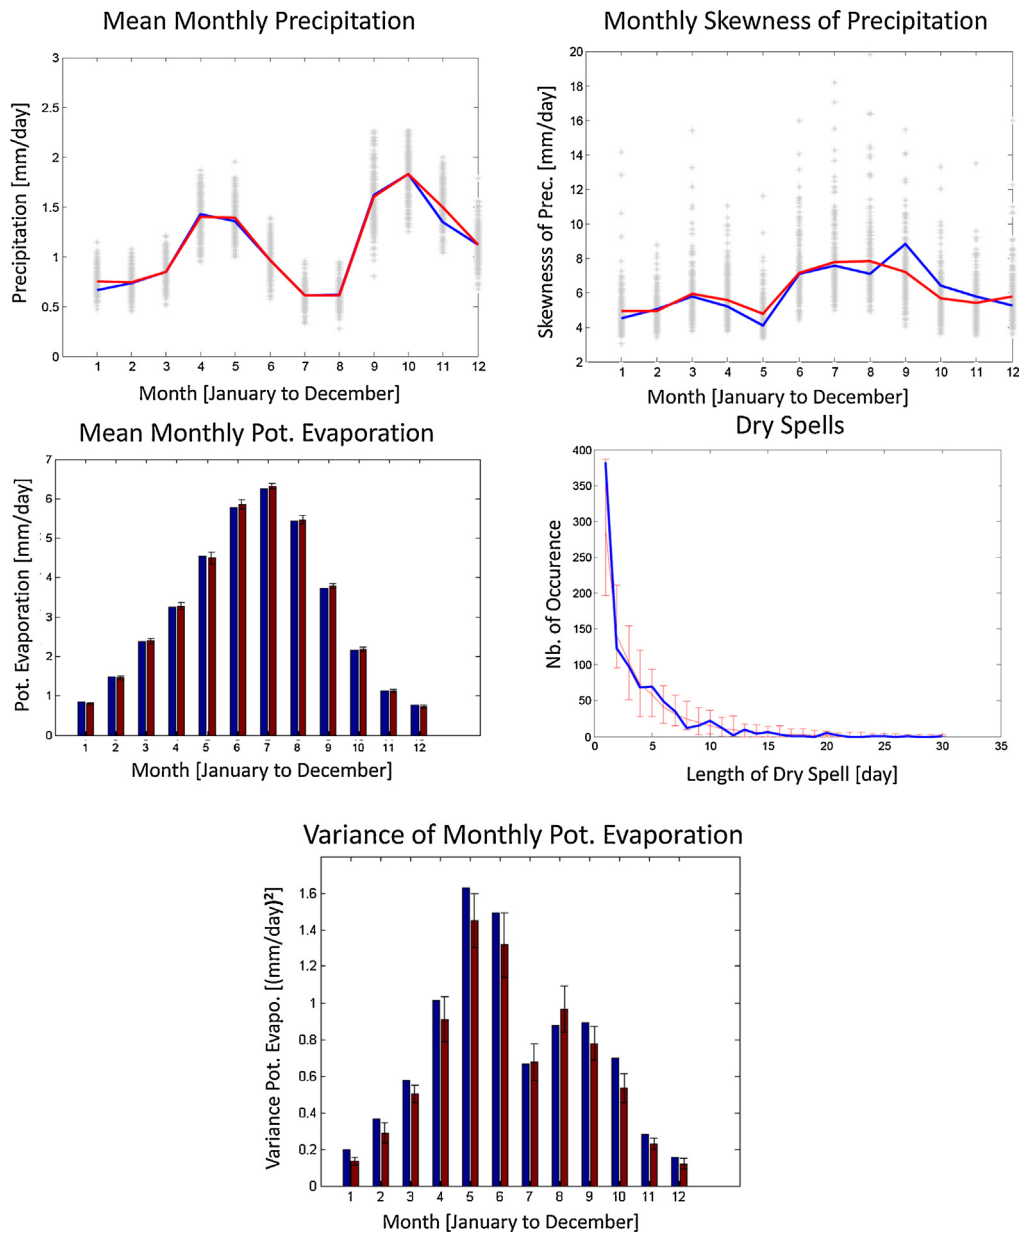 Mean Monthly Precipitation
Precipitation [mm/day]
3
2.5
2
1.5
1
0.5
0
1 2 3 4 5 6 7 8 9 10 11 12
Month [January to December]
Monthly Skewness of Precipitation
Skewnesss of Prec. [mm/day]
20
18
16
14
12
10
8
6
4
2
1 2 3 4 5 6 7 8 9 10 11 12
Month [January to December]
Mean Monthly Pot. Evaporation
Pot. Evaporation [mm/day]
7
6
5
4
3
2
1
0
1 2 3 4 5 6 7 8 9 10 11 12
Month [January to December]
Dry Spells
Nb. of Occurence
400
350
300
250
200
150
100
50
0
0 5 10 15 20 25 30 35
Length of Dry Spell [day]
Variance of Monthly Pot. Evaporation
Variance Pot. Evapo. [(mm/day)²]
1.6
1.4
1.2
1
0.8
0.6
0.4
0.2
0
1 2 3 4 5 6 7 8 9 10 11 12
Month [January to December]